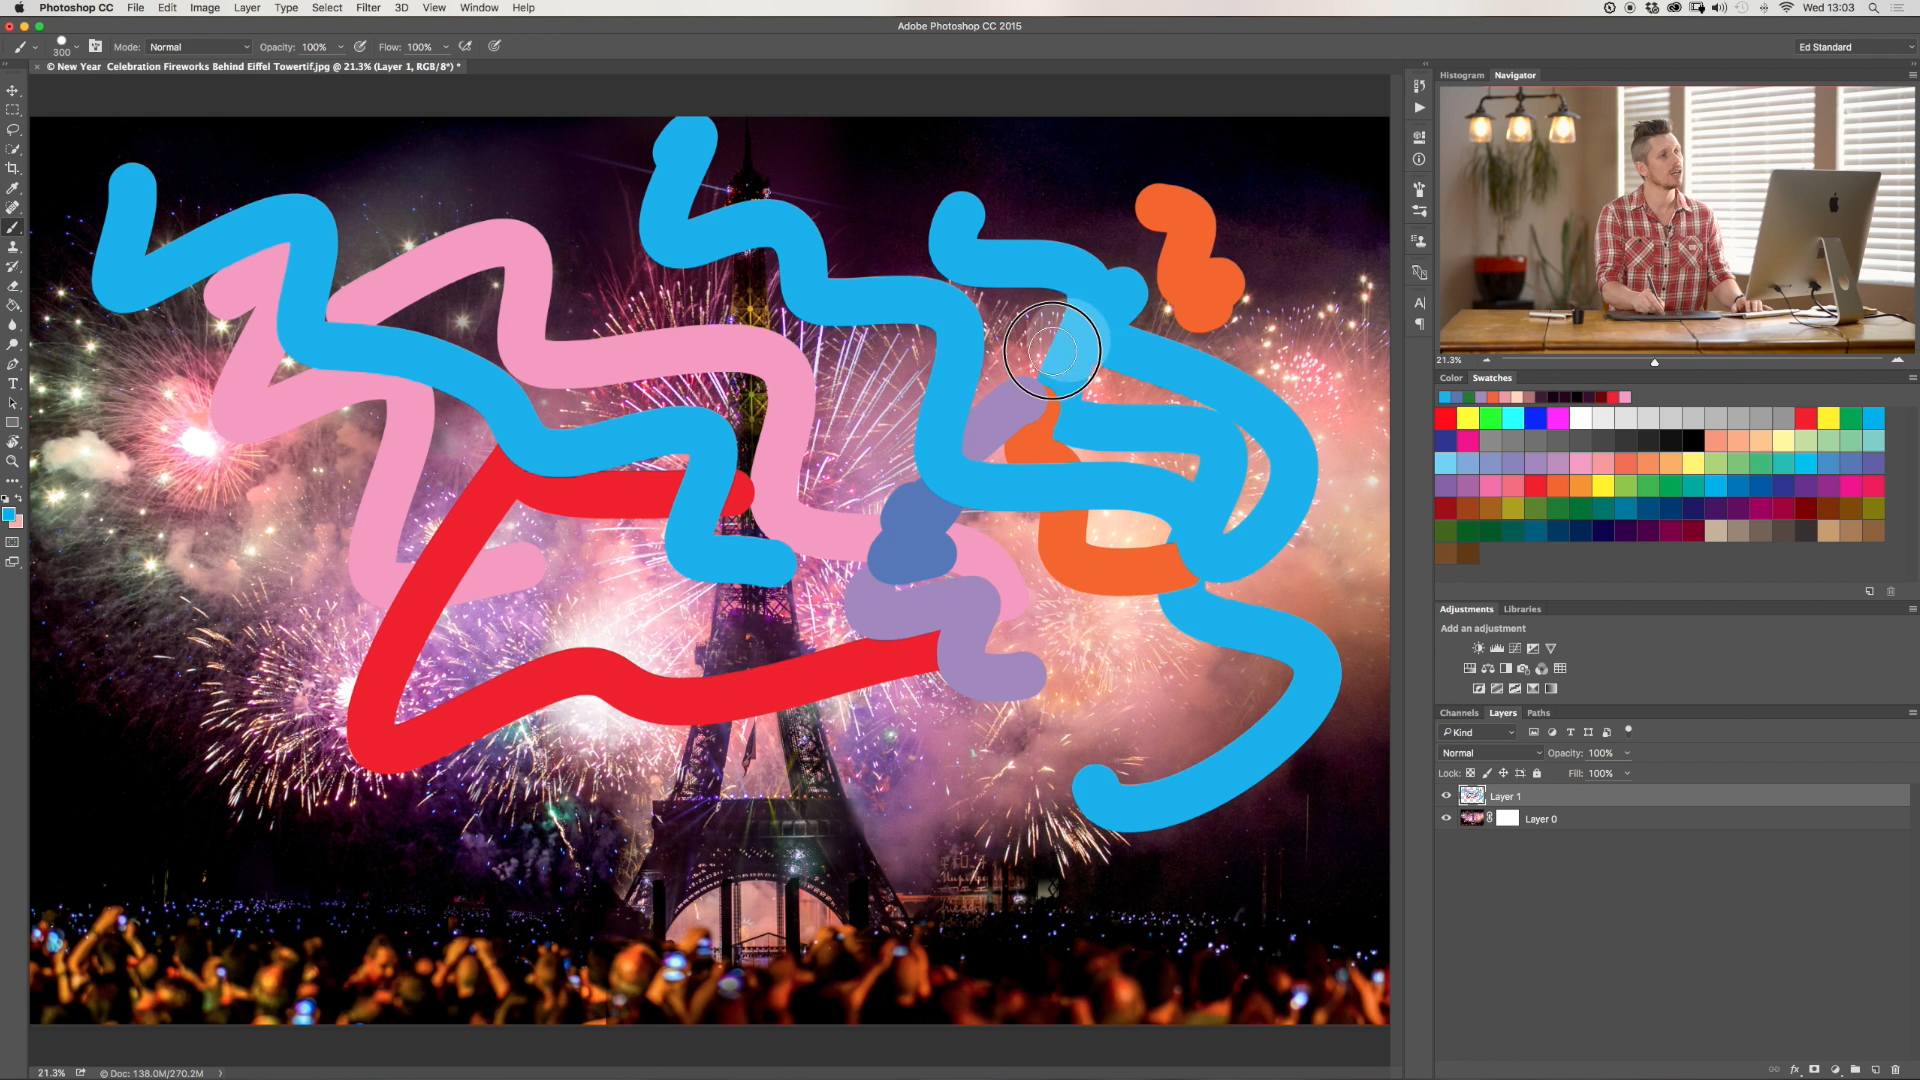 Photoshop CC File Edit Image Layer Type Select Filter 3D View Window Help Wed 13:03
Adobe Photoshop CC 2015
300 Mode: Normal Opacity: 100% Flow: 100% Ed Standard
× © New Year Celebration Fireworks Behind Eiffel Towertif.jpg @ 21.3% (Layer 1, RGB/8*) *
Histogram Navigator
21.3%
Color Swatches
Adjustments Libraries
Add an adjustment
Channels Layers Paths
Kind
Normal Opacity: 100%
Lock: Fill: 100%
Layer 1
Layer 0
21.3% Doc: 138.0M/270.2M